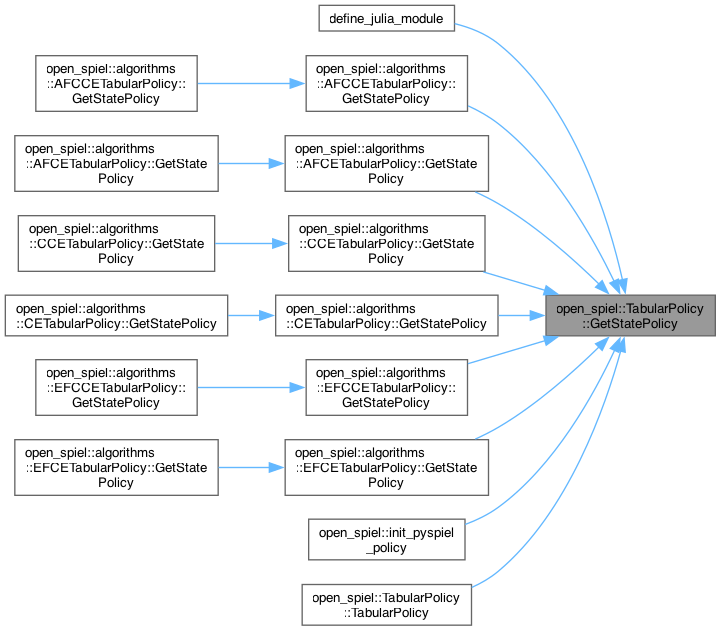 define_julia_module
open_spiel::algorithms
::AFCCETabularPolicy::
GetStatePolicy
open_spiel::algorithms
::AFCCETabularPolicy::
GetStatePolicy
open_spiel::algorithms
::AFCETabularPolicy::GetState
Policy
open_spiel::algorithms
::AFCETabularPolicy::GetState
Policy
open_spiel::algorithms
::CCETabularPolicy::GetState
Policy
open_spiel::algorithms
::CCETabularPolicy::GetState
Policy
open_spiel::algorithms
::CETabularPolicy::GetStatePolicy
open_spiel::algorithms
::CETabularPolicy::GetStatePolicy
open_spiel::TabularPolicy
::GetStatePolicy
open_spiel::algorithms
::EFCCETabularPolicy::
GetStatePolicy
open_spiel::algorithms
::EFCCETabularPolicy::
GetStatePolicy
open_spiel::algorithms
::EFCETabularPolicy::GetState
Policy
open_spiel::algorithms
::EFCETabularPolicy::GetState
Policy
open_spiel::init_pyspiel
_policy
open_spiel::TabularPolicy
::TabularPolicy